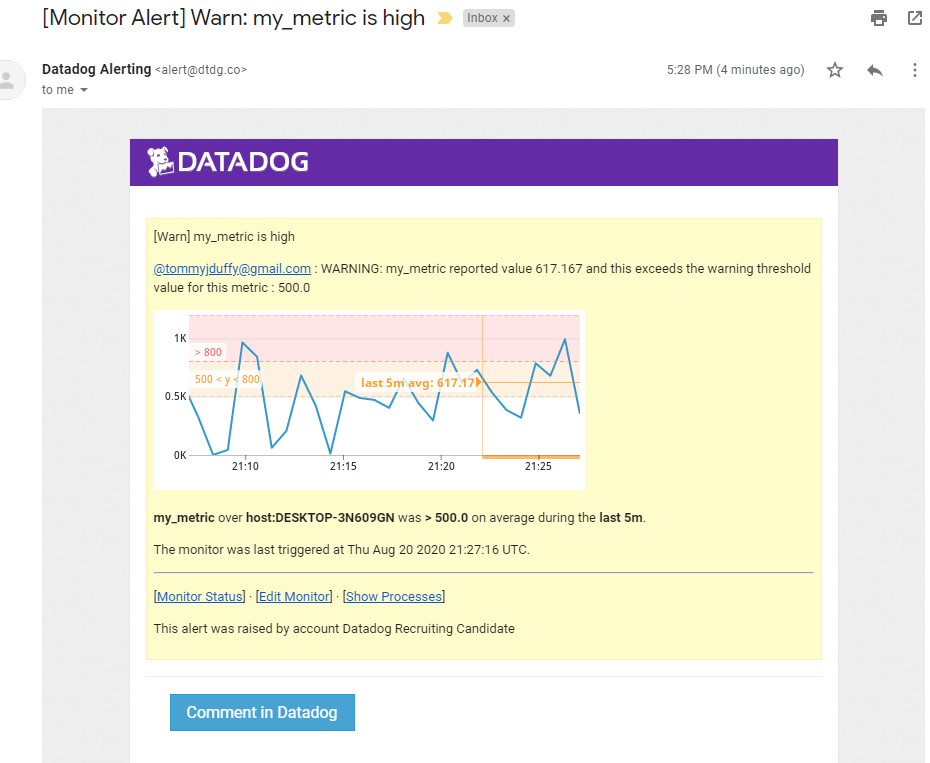 [Monitor Alert] Warn: my_metric is high
Inbox ×
Datadog Alerting <alert@dtdg.co>
5:28 PM (4 minutes ago)
to me
DATADOG
[Warn] my_metric is high
@tommyjduffy@gmail.com : WARNING: my_metric reported value 617.167 and this exceeds the warning threshold
value for this metric : 500.0
1K
> 800
500 < y < 800
last 5m avg: 617.17
0.5K
0K
21:10 21:15 21:20 21:25
my_metric over host:DESKTOP-3N609GN was > 500.0 on average during the last 5m.
The monitor was last triggered at Thu Aug 20 2020 21:27:16 UTC.
[Monitor Status] · [Edit Monitor] · [Show Processes]
This alert was raised by account Datadog Recruiting Candidate
Comment in Datadog